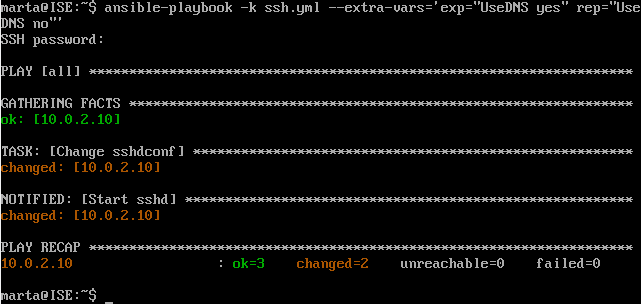 marta@ISE:~$ ansible-playbook -k ssh.yml --extra-vars='exp="UseDNS yes" rep="Use
DNS no"'
SSH password:
PLAY [all] ********************************************************************
GATHERING FACTS ***************************************************************
ok: [10.0.2.10]
TASK: [Change sshdconf] *******************************************************
changed: [10.0.2.10]
NOTIFIED: [Start sshd] ********************************************************
changed: [10.0.2.10]
PLAY RECAP ********************************************************************
10.0.2.10                  : ok=3    changed=2    unreachable=0    failed=0
marta@ISE:~$ _